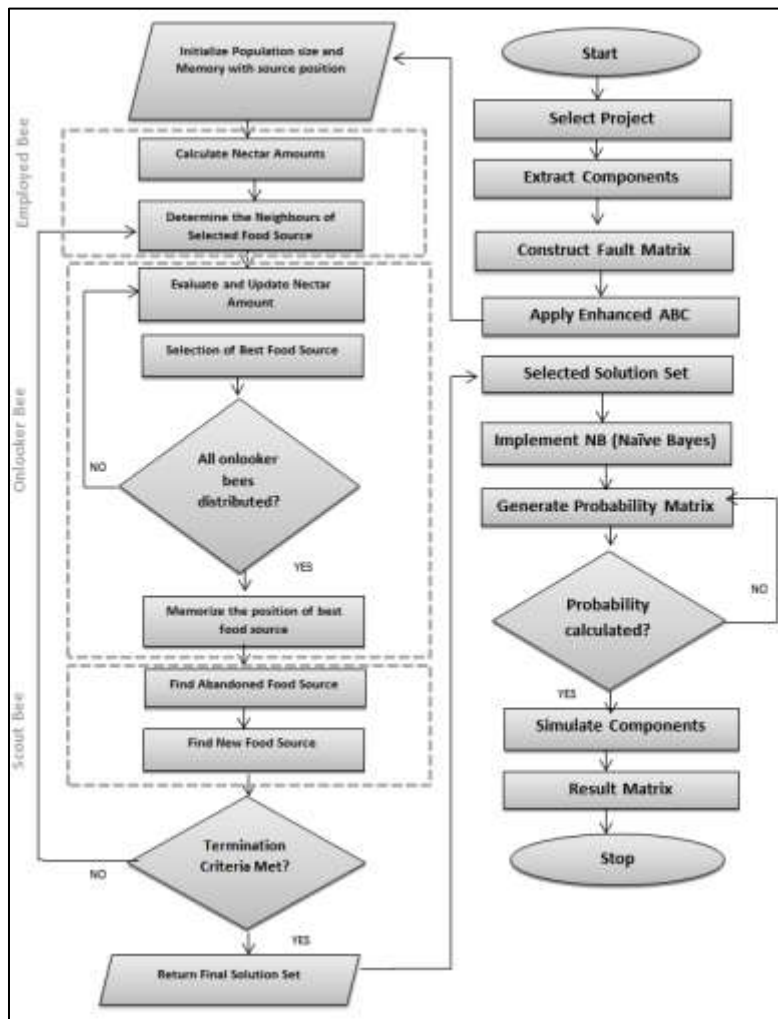 Start
Select Project
Extract Components
Construct Fault Matrix
Apply Enhanced ABC
Initialize Population size and
Memory with source position
Employed Bee
Calculate Nectar Amounts
Determine the Neighbours of
Selected Food Source
Onlooker Bee
Evaluate and Update Nectar
Amount
Selection of Best Food Source
All onlooker
bees
distributed?
NO
YES
Memorize the position of best
food source
Scout Bee
Find Abandoned Food Source
Find New Food Source
Termination
Criteria Met?
NO
YES
Return Final Solution Set
Selected Solution Set
Implement NB (Naïve Bayes)
Generate Probability Matrix
Probability
calculated?
NO
YES
Simulate Components
Result Matrix
Stop